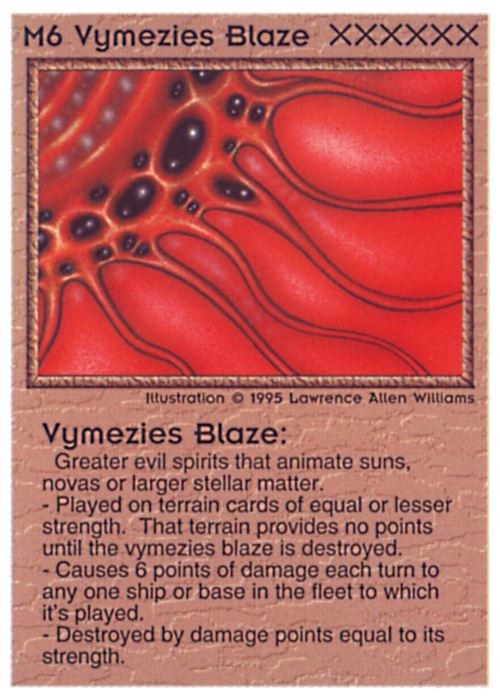 M6 Vymezies Blaze XXXXXX
Illustration © 1995 Lawrence Allen Williams
Vymezies Blaze:
Greater evil spirits that animate suns,
novas or larger stellar matter.
- Played on terrain cards of equal or lesser
strength. That terrain provides no points
until the vymezies blaze is destroyed.
- Causes 6 points of damage each turn to
any one ship or base in the fleet to which
it's played.
- Destroyed by damage points equal to its
strength.